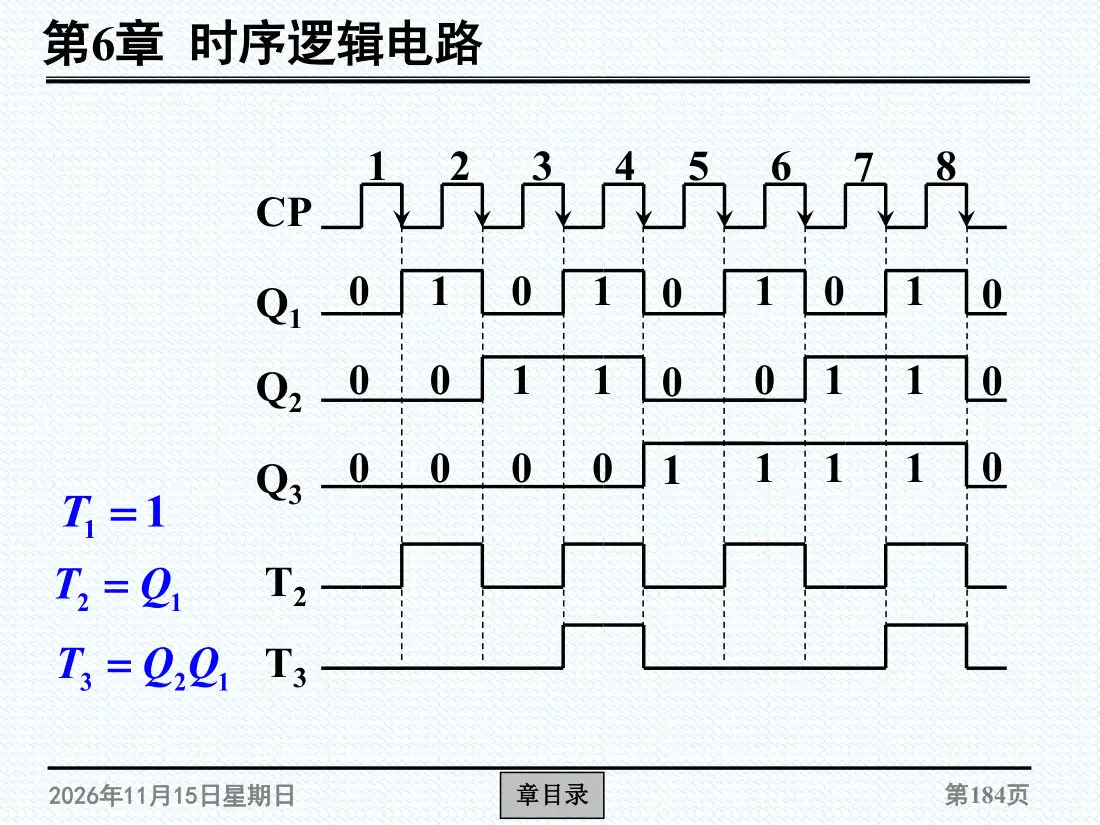 第6章 时序逻辑电路
1 2 3 4 5 6 7 8
CP
Q₁ 0 1 0 1 0 1 0 1 0
Q₂ 0 0 1 1 0 0 1 1 0
Q₃ 0 0 0 0 1 1 1 1 0
T₁ = 1
T₂ = Q₁
T₂
T₃ = Q₂Q₁
T₃
2026年11月15日星期日
章目录
第184页